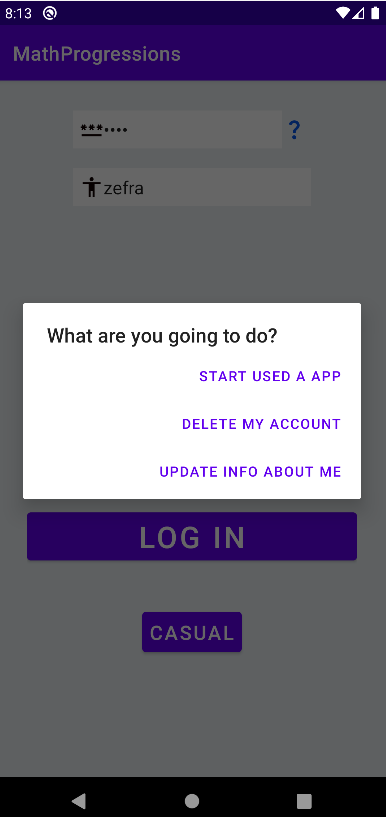 8:13
MathProgressions
***••••
?
zefra
What are you going to do?
START USED A APP
DELETE MY ACCOUNT
UPDATE INFO ABOUT ME
LOG IN
CASUAL